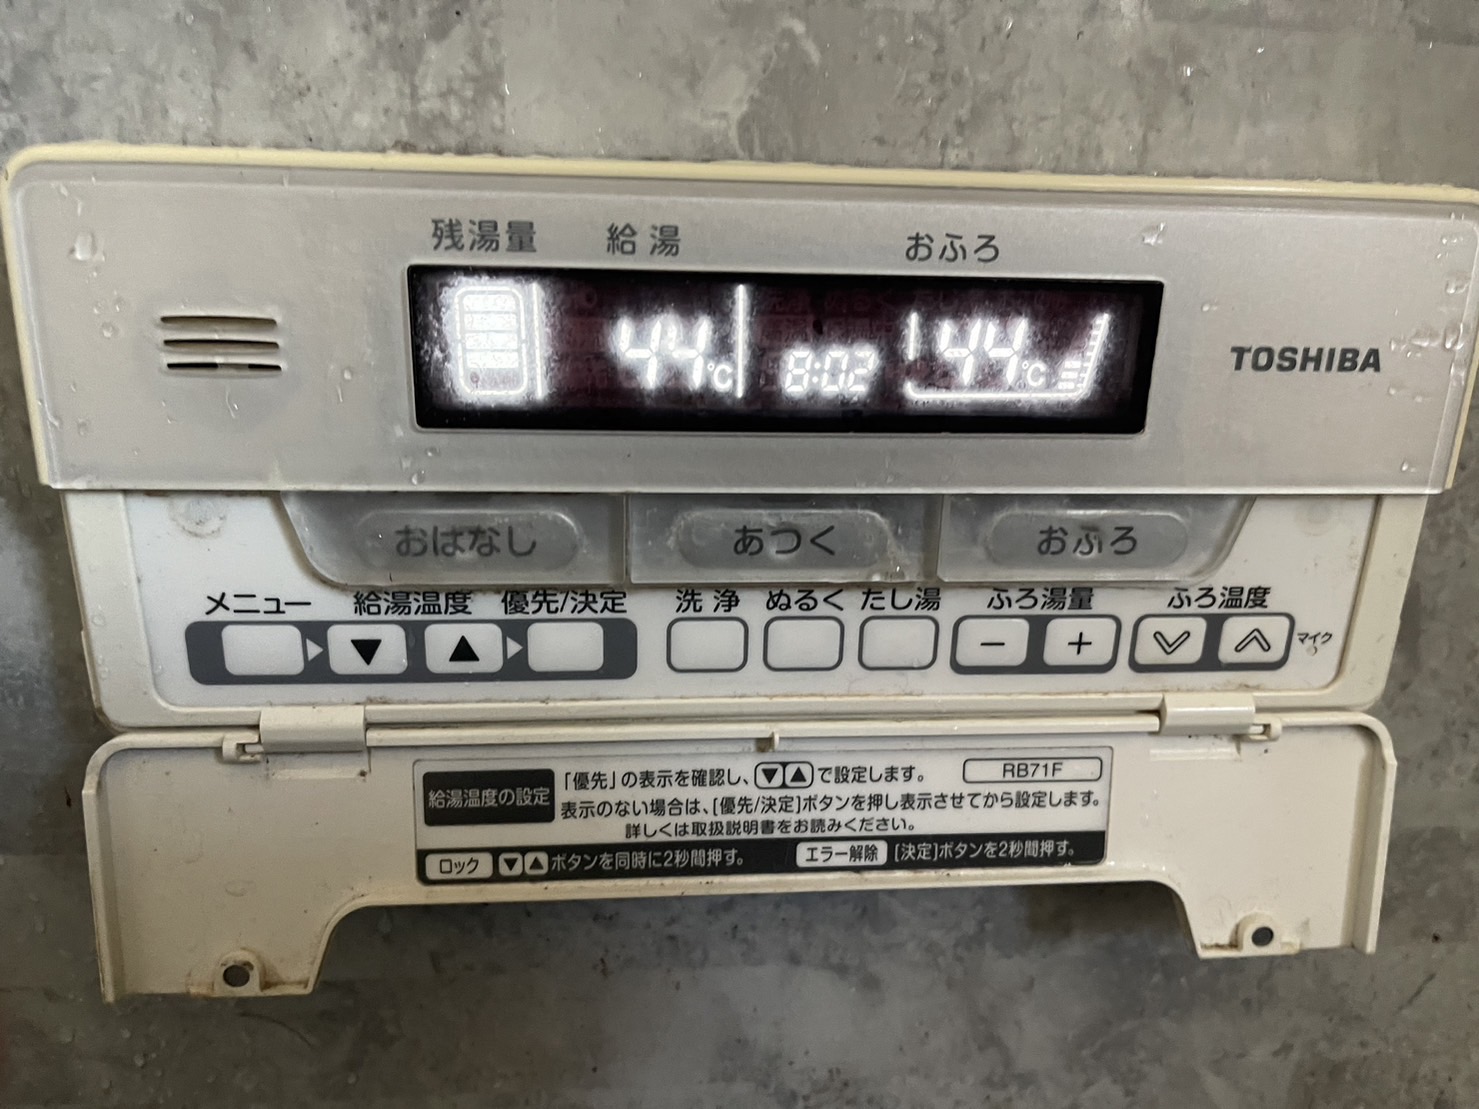 残湯量 給湯 おふろ
44℃ 8:02 44℃
TOSHIBA
おはなし あつく おふろ
メニュー 給湯温度 優先/決定 洗浄 ぬるく たし湯 ふろ湯量 ふろ温度
▼ ▲ − + マイク
給湯温度の設定
「優先」の表示を確認し、▼▲で設定します。 RB71F
表示のない場合は、[優先/決定]ボタンを押し表示させてから設定します。
詳しくは取扱説明書をお読みください。
ロック ▼▲ボタンを同時に2秒間押す。 エラー解除 [決定]ボタンを2秒間押す。